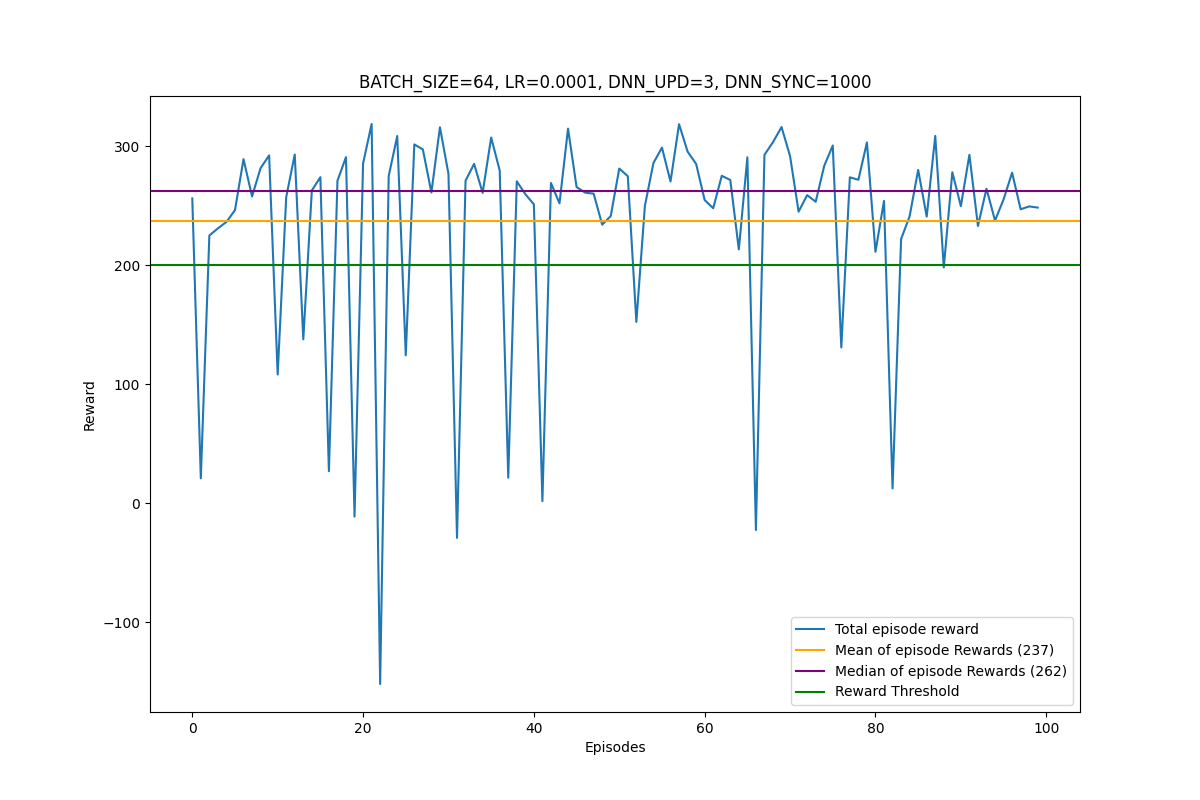 BATCH_SIZE=64, LR=0.0001, DNN_UPD=3, DNN_SYNC=1000
300
200
100
0
−100
Reward
0 20 40 60 80 100
Episodes
Total episode reward
Mean of episode Rewards (237)
Median of episode Rewards (262)
Reward Threshold